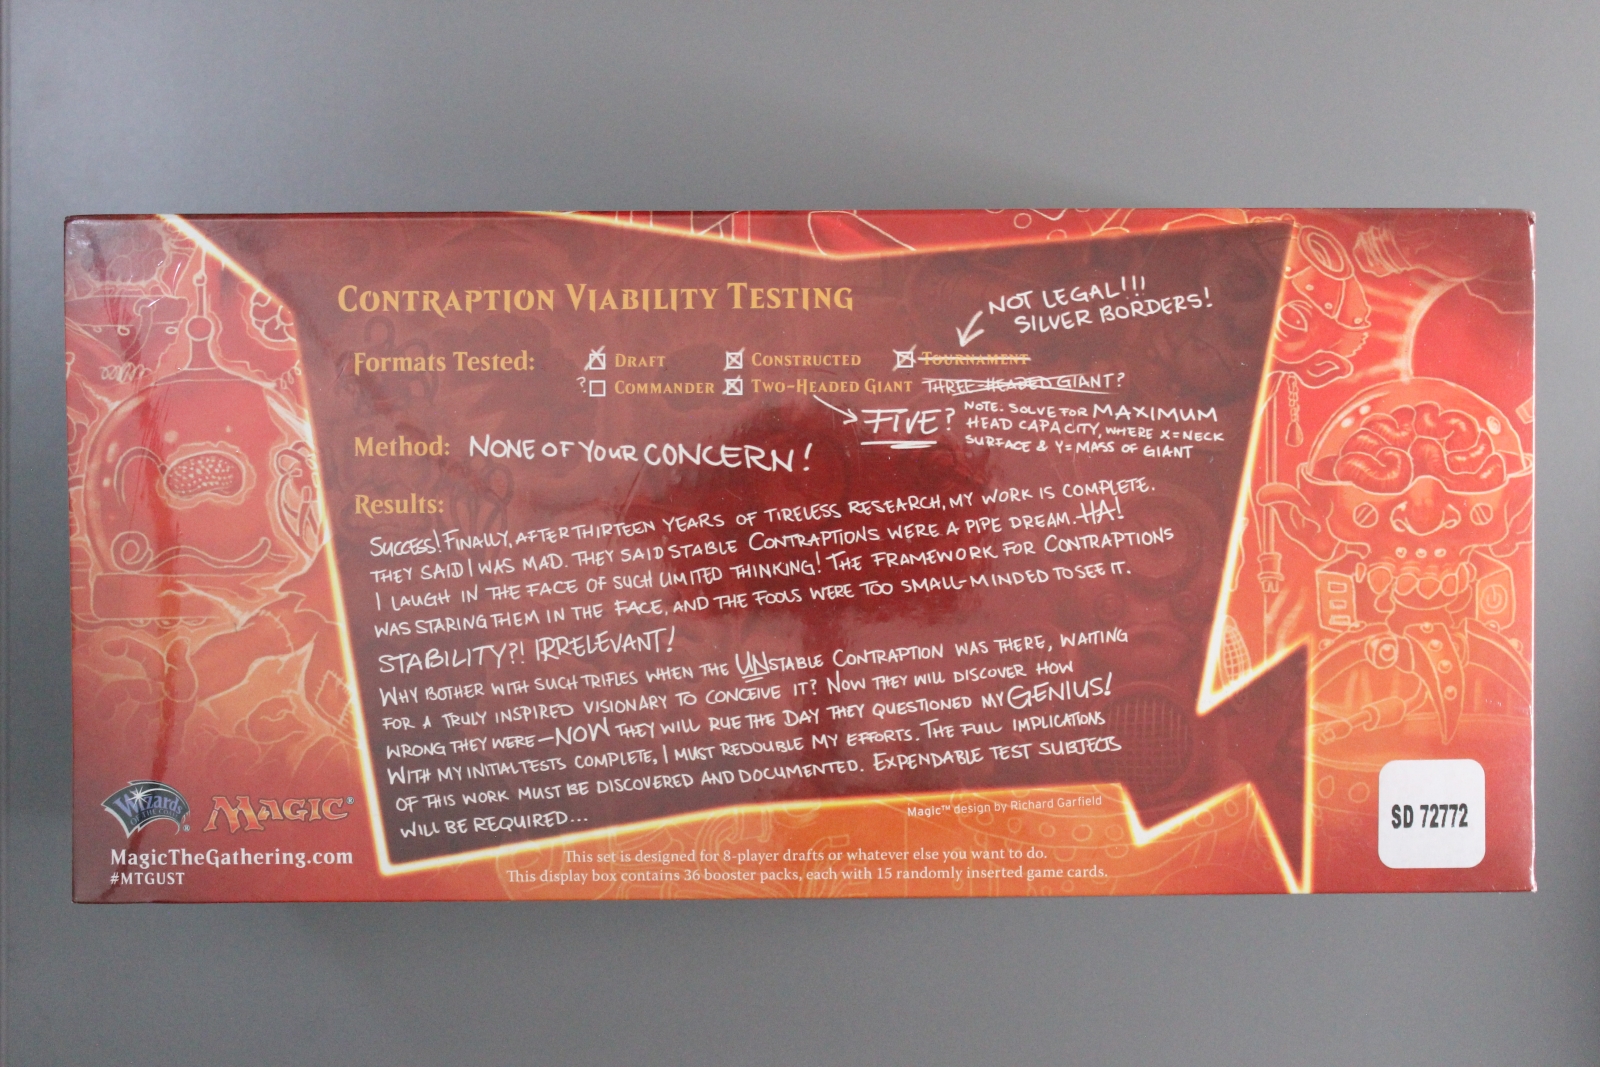 Contraption Viability Testing
NOT LEGAL!!!
SILVER BORDERS!
Formats Tested: Draft Constructed Tournament
? Commander Two-Headed Giant THREE-HEADED GIANT?
FIVE? NOTE. SOLVE FOR MAXIMUM
HEAD CAPACITY, WHERE X=NECK
SURFACE & Y=MASS OF GIANT
Method: NONE OF YOUR CONCERN!
Results:
SUCCESS! FINALLY, AFTER THIRTEEN YEARS OF TIRELESS RESEARCH, MY WORK IS COMPLETE.
THEY SAID I WAS MAD. THEY SAID STABLE CONTRAPTIONS WERE A PIPE DREAM. HA!
I LAUGH IN THE FACE OF SUCH LIMITED THINKING! THE FRAMEWORK FOR CONTRAPTIONS
WAS STARING THEM IN THE FACE, AND THE FOOLS WERE TOO SMALL-MINDED TO SEE IT.
STABILITY?! IRRELEVANT!
WHY BOTHER WITH SUCH TRIFLES WHEN THE UNSTABLE CONTRAPTION WAS THERE, WAITING
FOR A TRULY INSPIRED VISIONARY TO CONCEIVE IT? NOW THEY WILL DISCOVER HOW
WRONG THEY WERE—NOW THEY WILL RUE THE DAY THEY QUESTIONED MY GENIUS!
WITH MY INITIAL TESTS COMPLETE, I MUST REDOUBLE MY EFFORTS. THE FULL IMPLICATIONS
OF THIS WORK MUST BE DISCOVERED AND DOCUMENTED. EXPENDABLE TEST SUBJECTS
WILL BE REQUIRED...
Magic™ design by Richard Garfield
Wizards OF THE COAST ® MAGIC®
MagicTheGathering.com
#MTGUST
This set is designed for 8-player drafts or whatever else you want to do.
This display box contains 36 booster packs, each with 15 randomly inserted game cards.
SD 72772